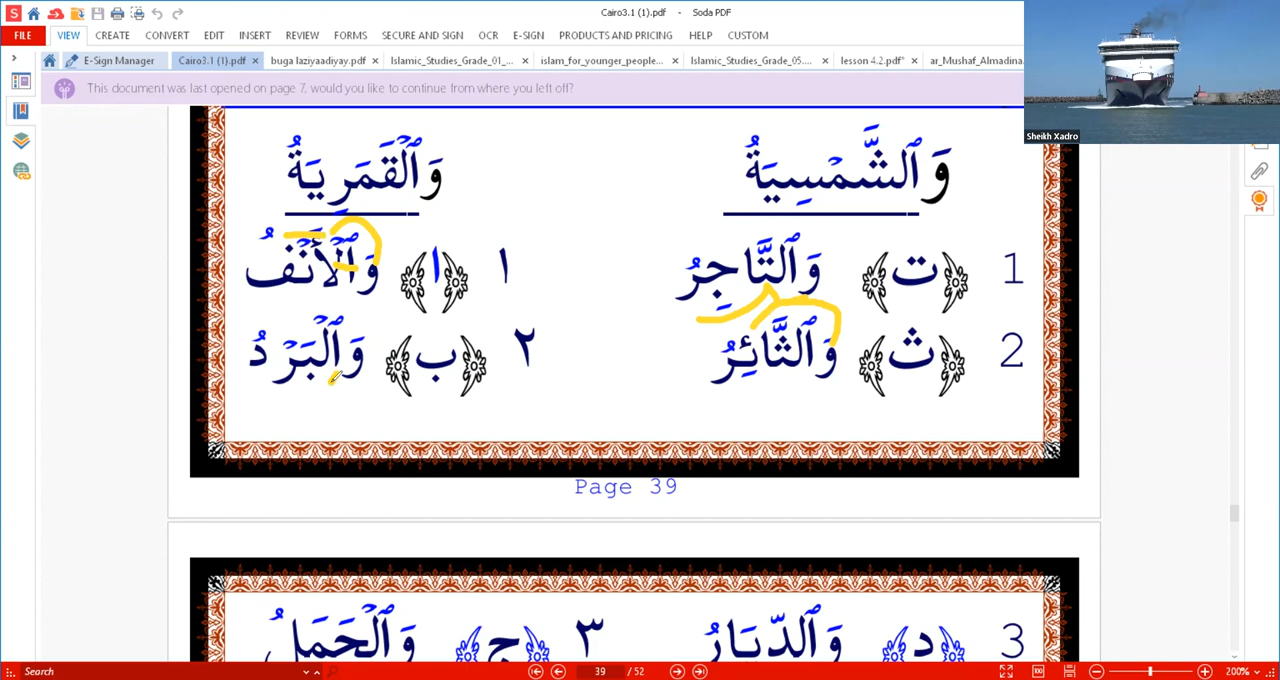 Cairo3.1 (1).pdf - Soda PDF
FILE VIEW CREATE CONVERT EDIT INSERT REVIEW FORMS SECURE AND SIGN OCR E-SIGN PRODUCTS AND PRICING HELP CUSTOM
E-Sign Manager Cairo3.1 (1).pdf buga laziyaadiyay.pdf Islamic_Studies_Grade_01_... islam_for_younger_people... Islamic_Studies_Grade_05.... lesson 4.2.pdf* ar_Mushaf_Almadina...
This document was last opened on page 7, would you like to continue from where you left off?
Sheikh Xadro
وَٱلشَّمْسِيَةُ وَٱلْقَمَرِيَةُ
1 ﴿ت﴾ وَٱلتَّاجِرُ ١ ﴿ا﴾ وَٱلْأَنْفُ
2 ﴿ث﴾ وَٱلثَّائِرُ ٢ ﴿ب﴾ وَٱلْبَرْدُ
Page 39
3 ﴿د﴾ وَٱلدِّيَارُ ٣ ﴿ج﴾ وَٱلْحَمَلُ
Search 39 / 52 200%